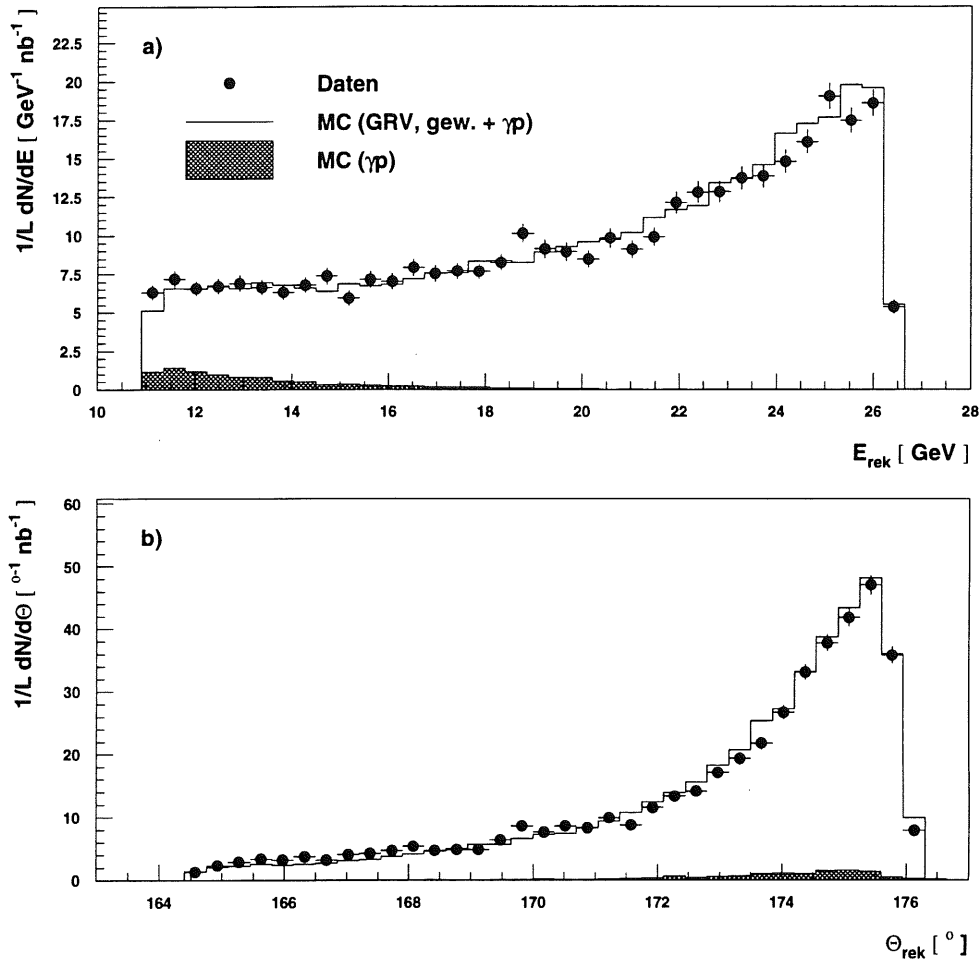 a)
Daten
MC (GRV, gew. + γp)
MC (γp)
1/L dN/dE [ GeV⁻¹ nb⁻¹ ]
22.5
20
17.5
15
12.5
10
7.5
5
2.5
0
10 12 14 16 18 20 22 24 26 28
E_rek [ GeV ]
b)
1/L dN/dΘ [ °⁻¹ nb⁻¹ ]
60
50
40
30
20
10
0
164 166 168 170 172 174 176
Θ_rek [ ° ]